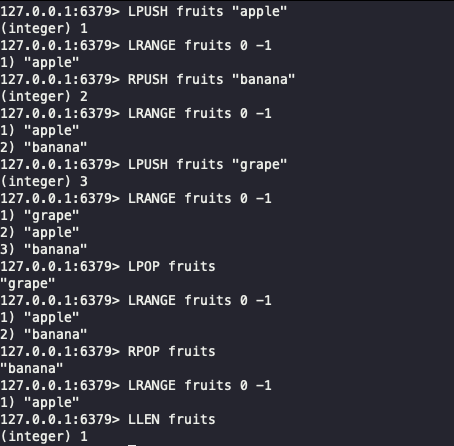 127.0.0.1:6379> LPUSH fruits "apple"
(integer) 1
127.0.0.1:6379> LRANGE fruits 0 -1
1) "apple"
127.0.0.1:6379> RPUSH fruits "banana"
(integer) 2
127.0.0.1:6379> LRANGE fruits 0 -1
1) "apple"
2) "banana"
127.0.0.1:6379> LPUSH fruits "grape"
(integer) 3
127.0.0.1:6379> LRANGE fruits 0 -1
1) "grape"
2) "apple"
3) "banana"
127.0.0.1:6379> LPOP fruits
"grape"
127.0.0.1:6379> LRANGE fruits 0 -1
1) "apple"
2) "banana"
127.0.0.1:6379> RPOP fruits
"banana"
127.0.0.1:6379> LRANGE fruits 0 -1
1) "apple"
127.0.0.1:6379> LLEN fruits
(integer) 1